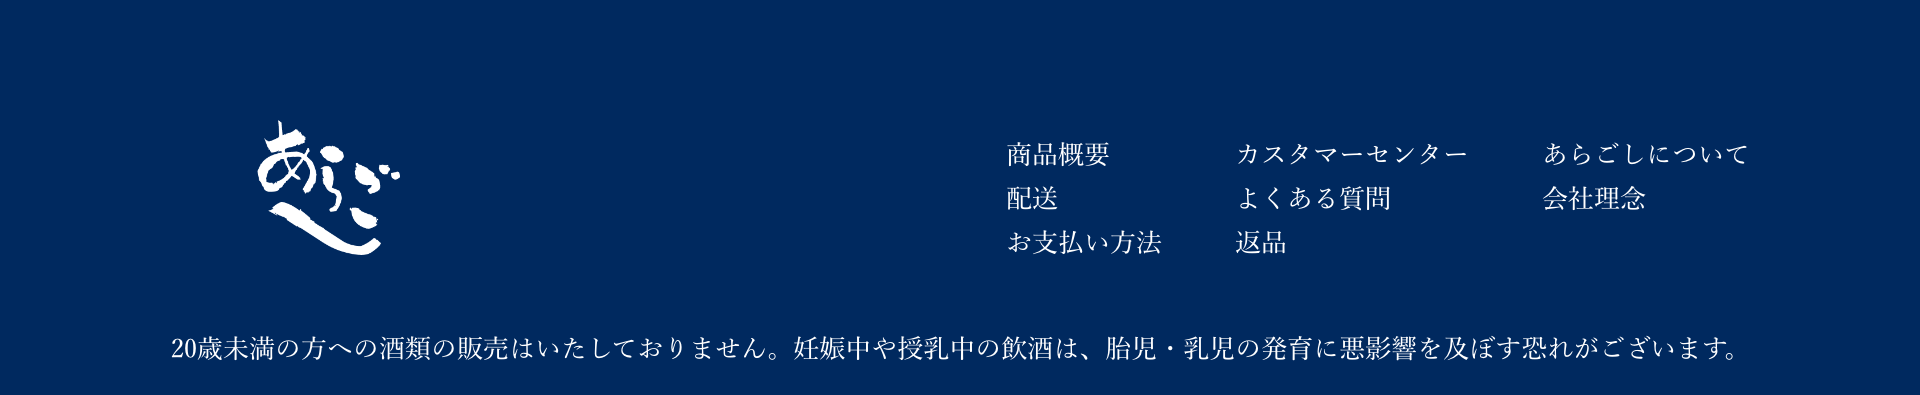 あらごし
商品概要
配送
お支払い方法
カスタマーセンター
よくある質問
返品
あらごしについて
会社理念
20歳未満の方への酒類の販売はいたしておりません。妊娠中や授乳中の飲酒は、胎児・乳児の発育に悪影響を及ぼす恐れがございます。